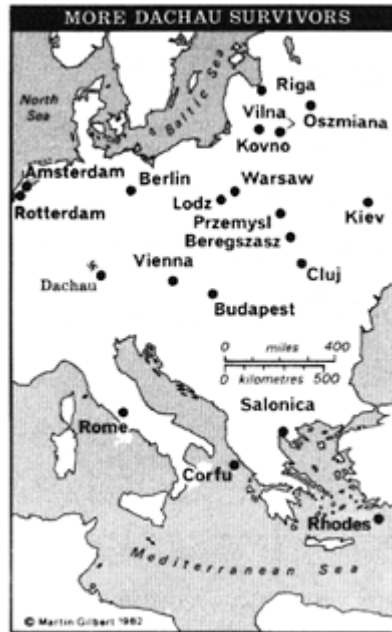 MORE DACHAU SURVIVORS
North
Sea
Baltic Sea
Riga
Vilna
Oszmiana
Kovno
Amsterdam
Berlin
Warsaw
Rotterdam
Lodz
Przemysl
Kiev
Beregszasz
Vienna
Dachau
Cluj
Budapest
0 miles 400
0 kilometres 500
Salonica
Rome
Corfu
Rhodes
Mediterranean Sea
© Martin Gilbert 1982